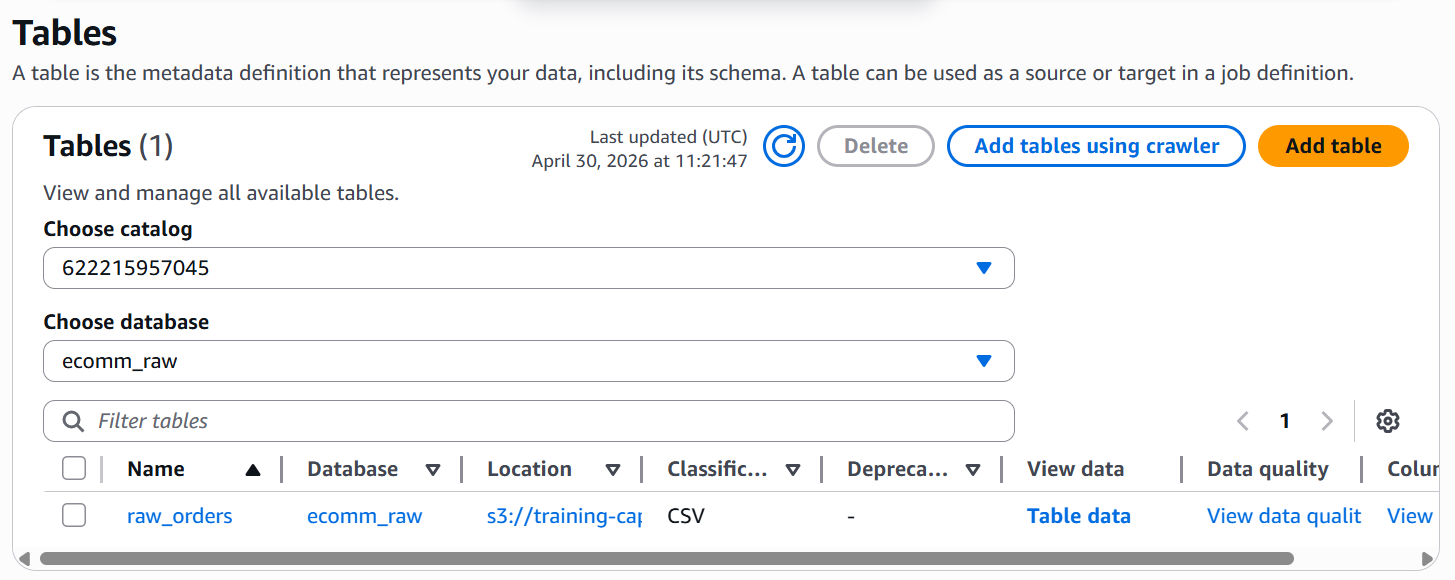 Tables
A table is the metadata definition that represents your data, including its schema. A table can be used as a source or target in a job definition.
Tables (1)
Last updated (UTC)
April 30, 2026 at 11:21:47
Delete
Add tables using crawler
Add table
View and manage all available tables.
Choose catalog
622215957045
Choose database
ecomm_raw
Filter tables
1
Name Database Location Classific... Depreca... View data Data quality Colur
raw_orders ecomm_raw s3://training-cap CSV - Table data View data qualit View